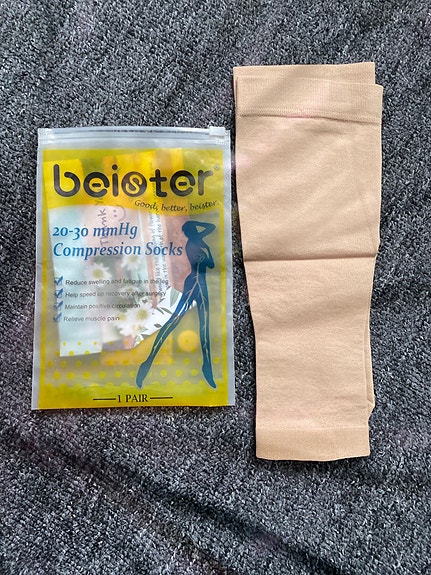 beister®
Good, better, beister.
20-30 mmHg
Compression Socks
Reduce swelling and fatigue in the leg
Help speed up recovery after surgery
Maintain positive circulation
Relieve muscle pain
1 PAIR
Thank